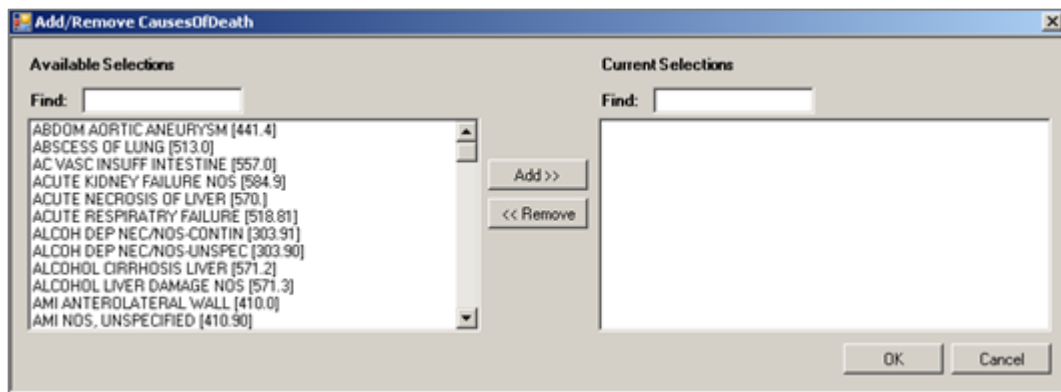 Add/Remove CausesOfDeath
Available Selections
Current Selections
Find:
Find:
ABDOM AORTIC ANEURYSM [441.4]
ABSCESS OF LUNG [513.0]
AC VASC INSUFF INTESTINE [557.0]
ACUTE KIDNEY FAILURE NOS [584.9]
ACUTE NECROSIS OF LIVER [570.]
ACUTE RESPIRATRY FAILURE [518.81]
ALCOH DEP NEC/NOS-CONTIN [303.91]
ALCOH DEP NEC/NOS-UNSPEC [303.90]
ALCOHOL CIRRHOSIS LIVER [571.2]
ALCOHOL LIVER DAMAGE NOS [571.3]
AMI ANTEROLATERAL WALL [410.0]
AMI NOS, UNSPECIFIED [410.90]
Add >>
<< Remove
OK
Cancel